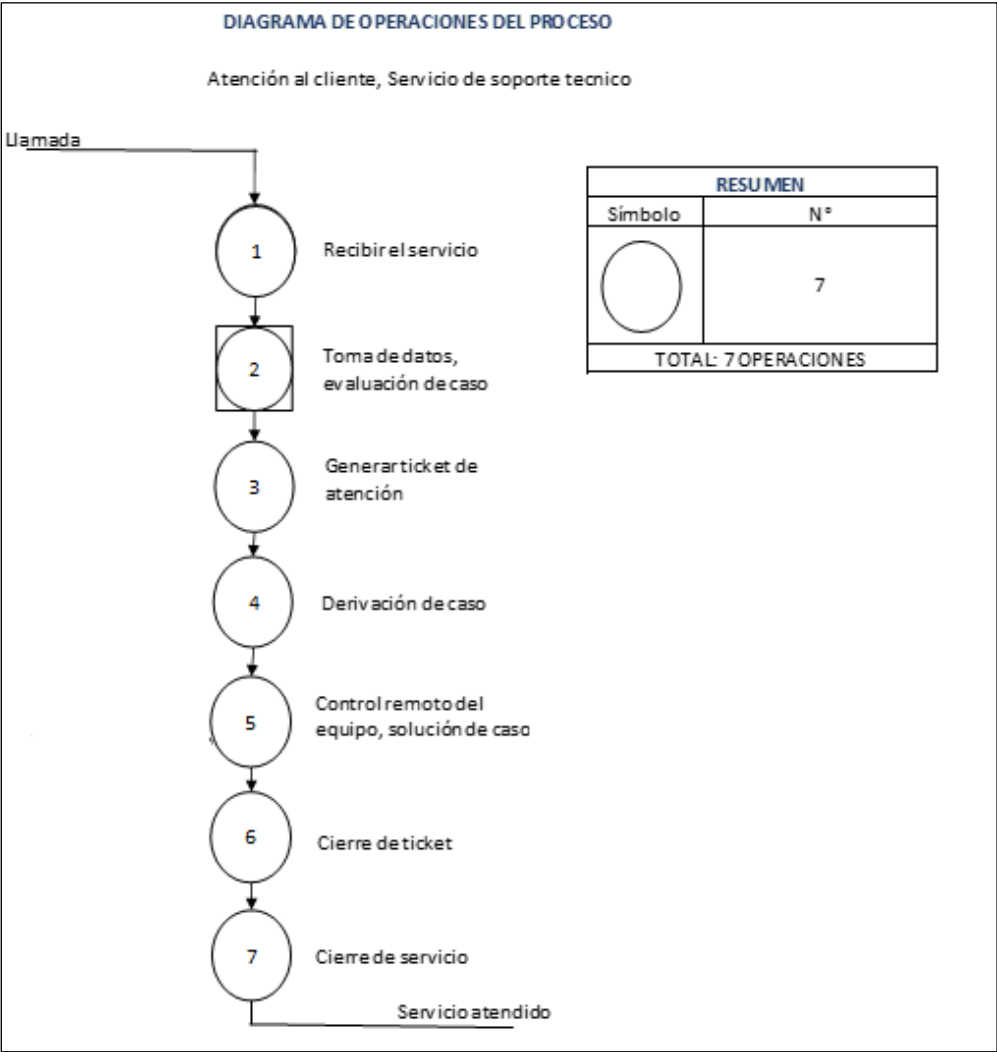 DIAGRAMA DE OPERACIONES DEL PROCESO
Atención al cliente, Servicio de soporte tecnico
Llamada
RESUMEN
Símbolo N°
7
TOTAL: 7 OPERACIONES
1 Recibir el servicio
2 Toma de datos,
evaluación de caso
3 Generar ticket de
atención
4 Derivación de caso
5 Control remoto del
equipo, solución de caso
6 Cierre de ticket
7 Cierre de servicio
Servicio atendido